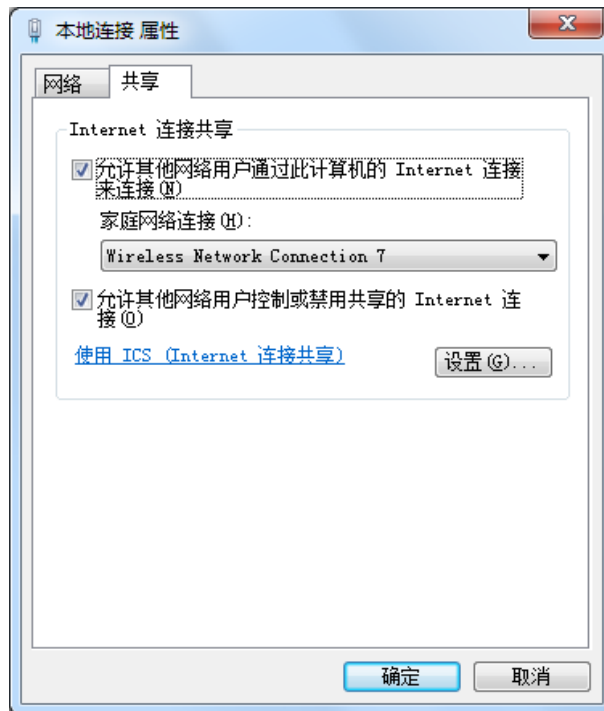 本地连接 属性
网络
共享
Internet 连接共享
允许其他网络用户通过此计算机的 Internet 连接
来连接(N)
家庭网络连接(H):
Wireless Network Connection 7
允许其他网络用户控制或禁用共享的 Internet 连
接(O)
使用 ICS (Internet 连接共享)
设置(G)...
确定
取消